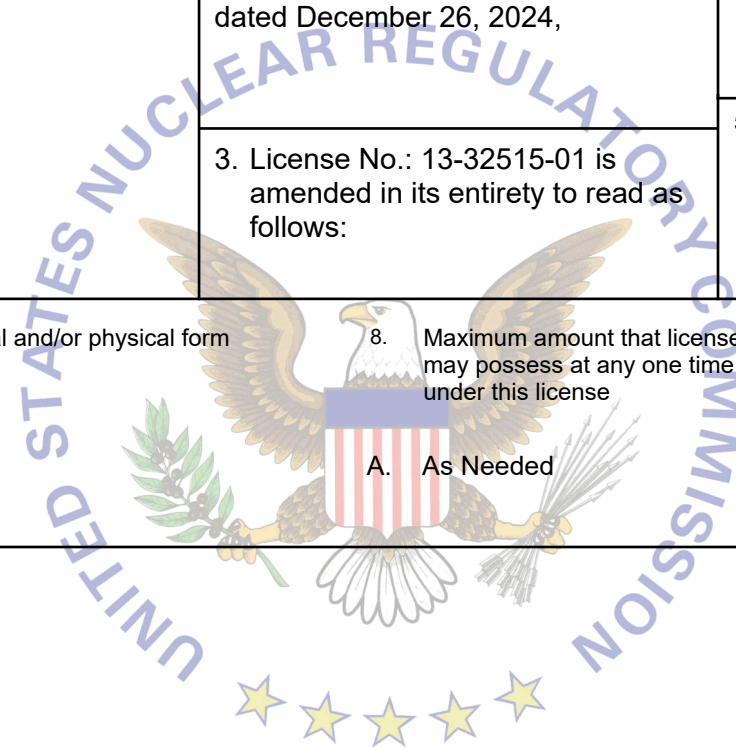 dated December 26, 2024,
3. License No.: 13-32515-01 is
amended in its entirety to read as
follows:
l and/or physical form
8. Maximum amount that license
may possess at any one time
under this license
A. As Needed
UNITED STATES NUCLEAR REGULATORY COMMISSION